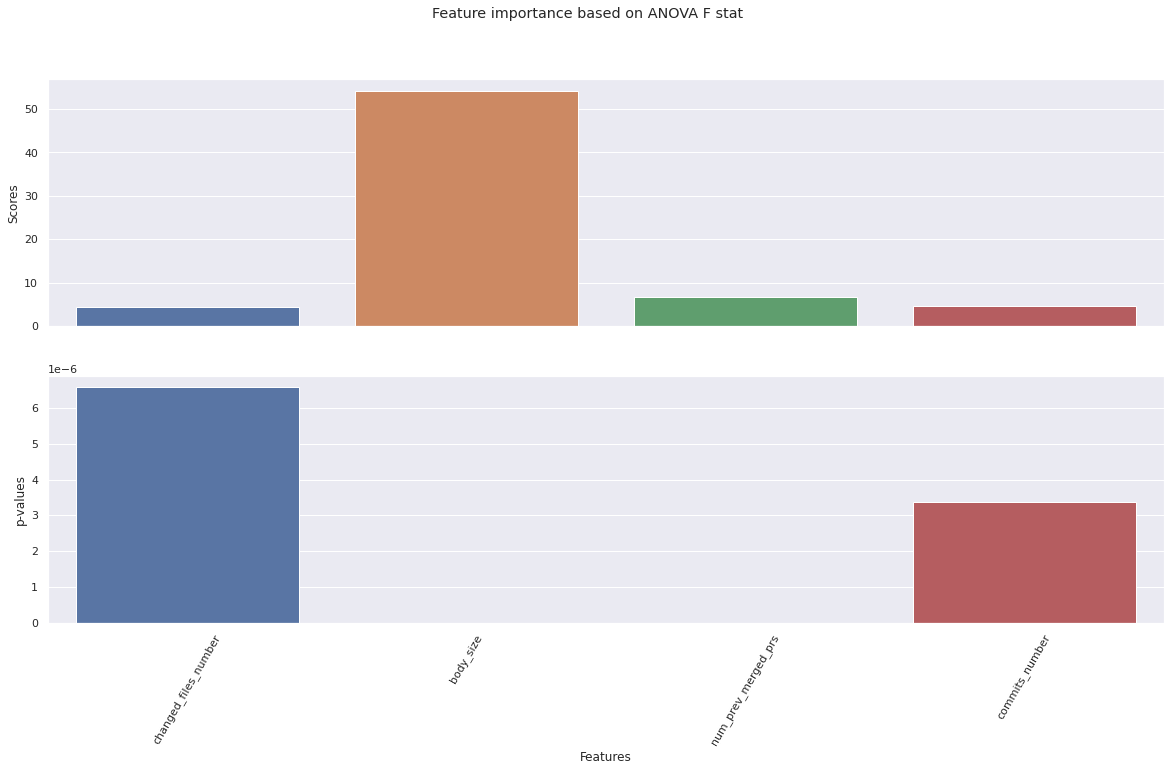 Feature importance based on ANOVA F stat
50
40
30
20
10
0
Scores
1e−6
6
5
4
3
2
1
0
p-values
changed_files_number
body_size
num_prev_merged_prs
commits_number
Features